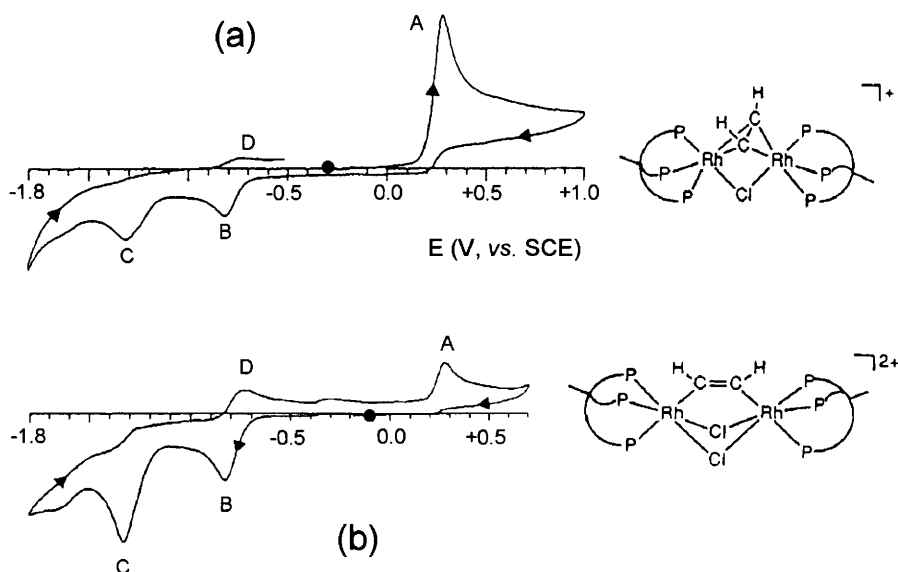 (a)
A
B
C
D
-1.8
-0.5
0.0
+0.5
+1.0
E (V, vs. SCE)
H
H
C
C
P
P
P
Rh
Rh
Cl
P
P
P
]+
(b)
A
B
C
D
-1.8
-0.5
0.0
+0.5
H
C=C
H
P
P
P
Rh
Rh
Cl
Cl
P
P
P
]2+